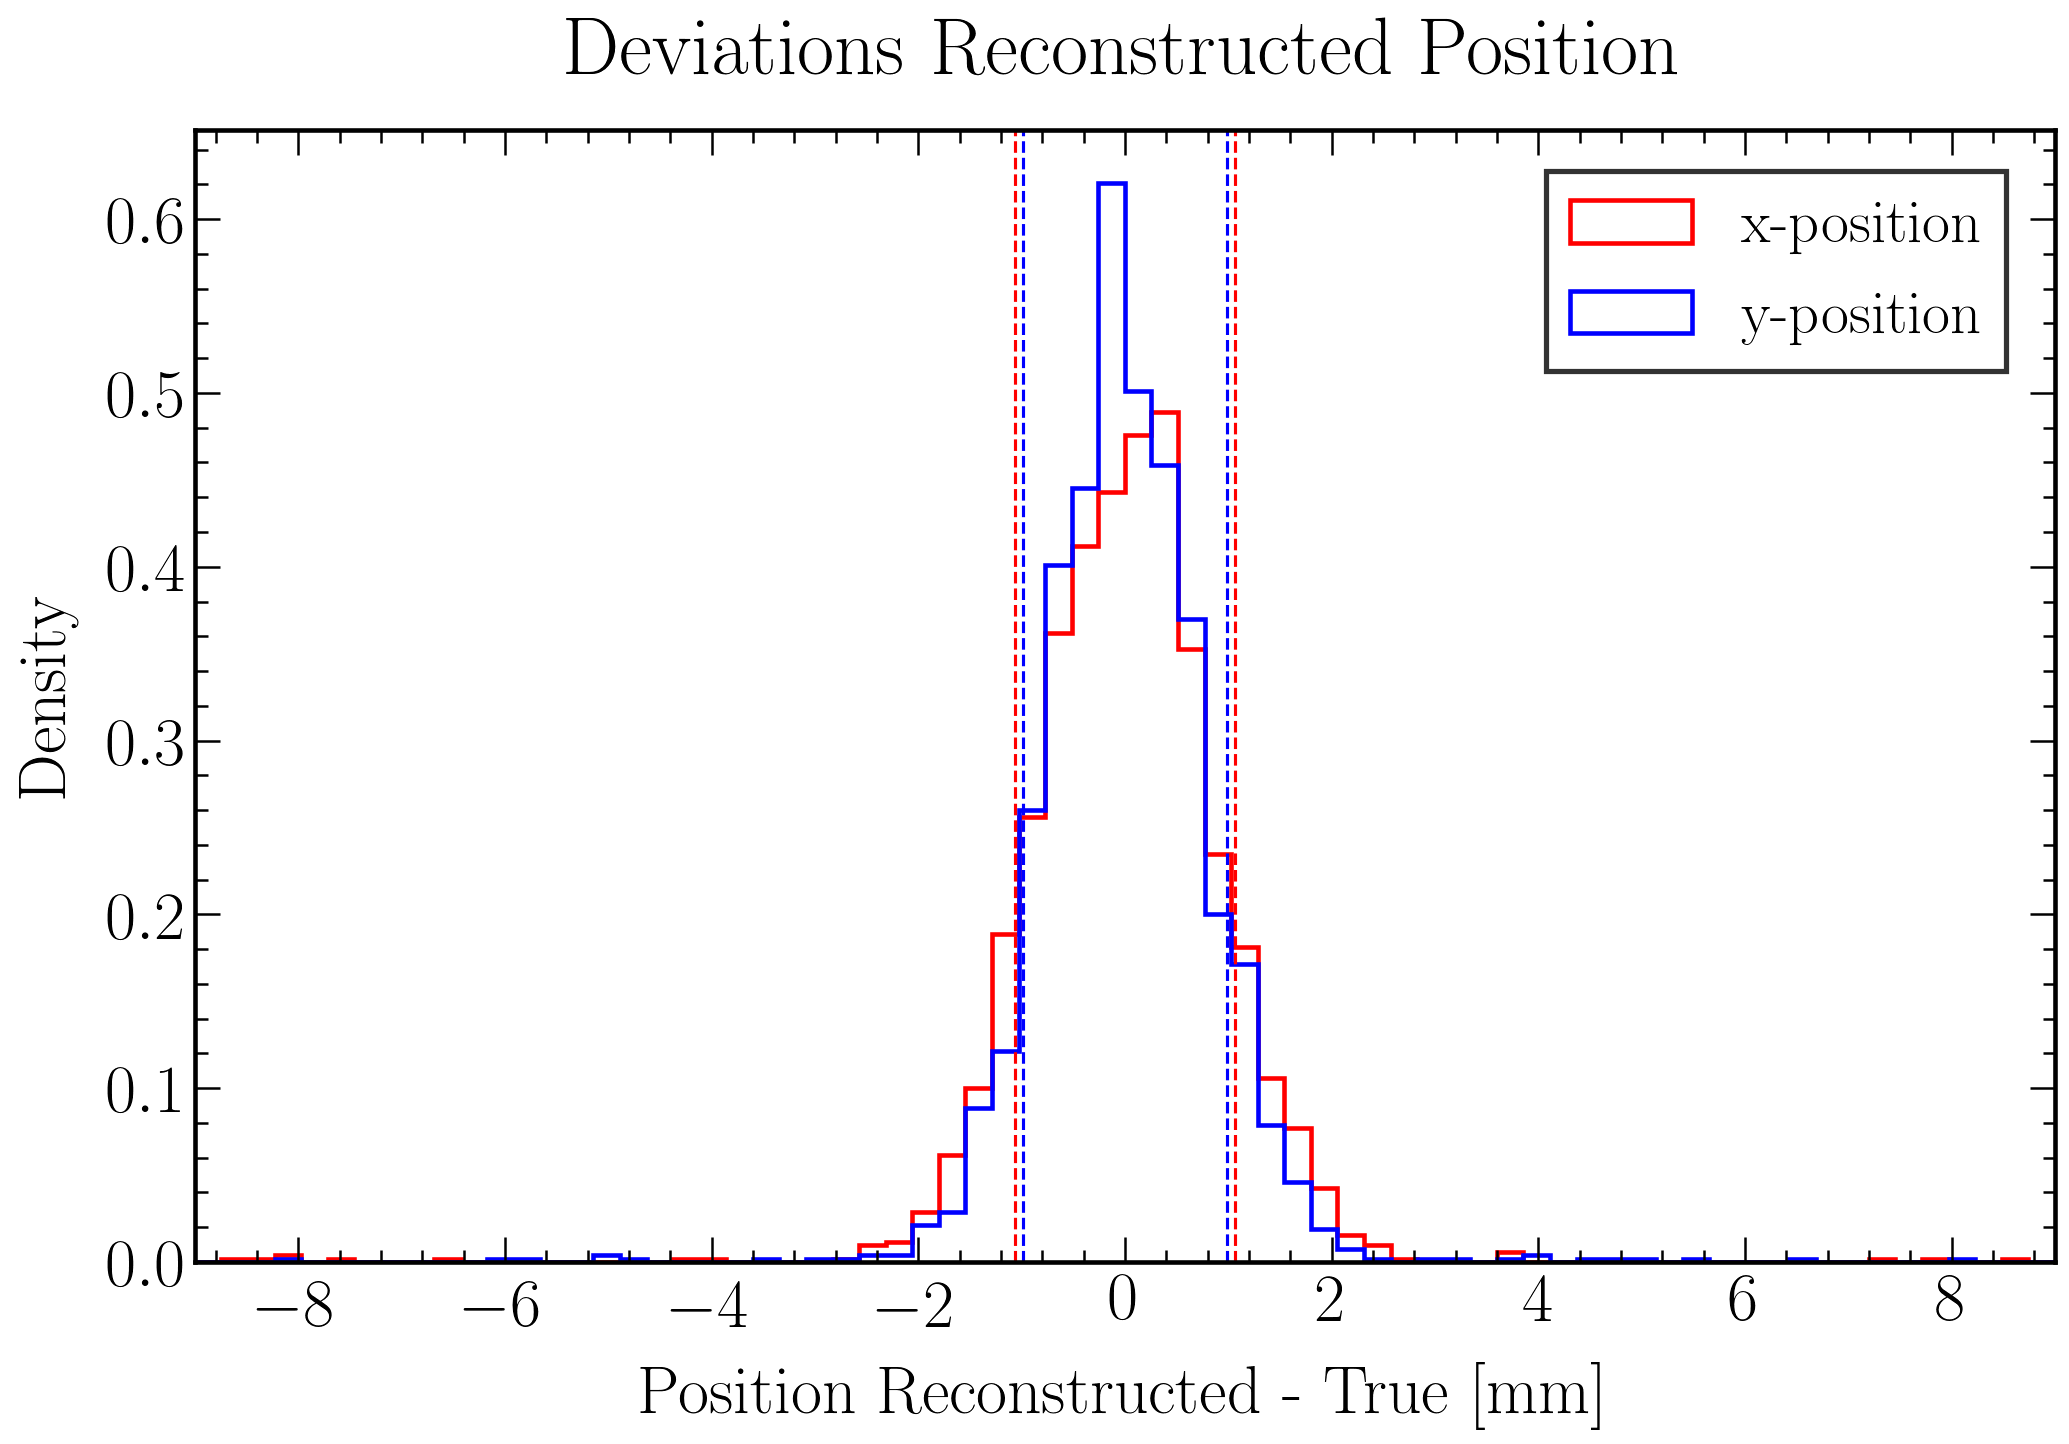 Deviations Reconstructed Position
x-position
y-position
Density
0.6
0.5
0.4
0.3
0.2
0.1
0.0
−8 −6 −4 −2 0 2 4 6 8
Position Reconstructed - True [mm]